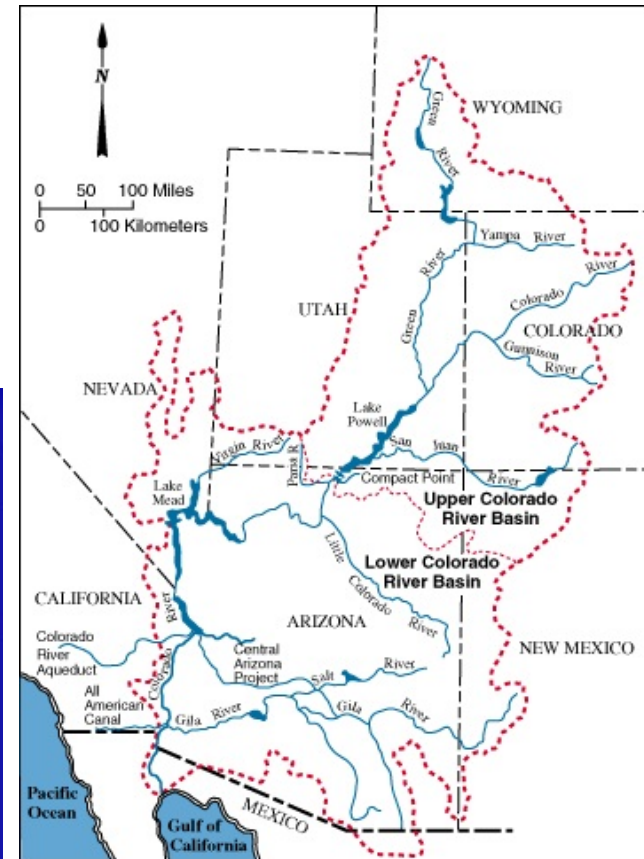 N
WYOMING
Green
River
0 50 100 Miles
0 100 Kilometers
Yampa River
River
Green
Colorado River
UTAH
COLORADO
Gunnison
River
NEVADA
Lake
Powell
San Juan
River
Virgin River
Paria R.
Compact Point
Upper Colorado
River Basin
Lake
Mead
Little
Colorado
River
Lower Colorado
River Basin
CALIFORNIA
River
Colorado
ARIZONA
NEW MEXICO
Colorado
River
Aqueduct
Central
Arizona
Project
Salt River
All
American
Canal
Gila River
Gila River
Pacific
Ocean
MEXICO
Gulf of
California